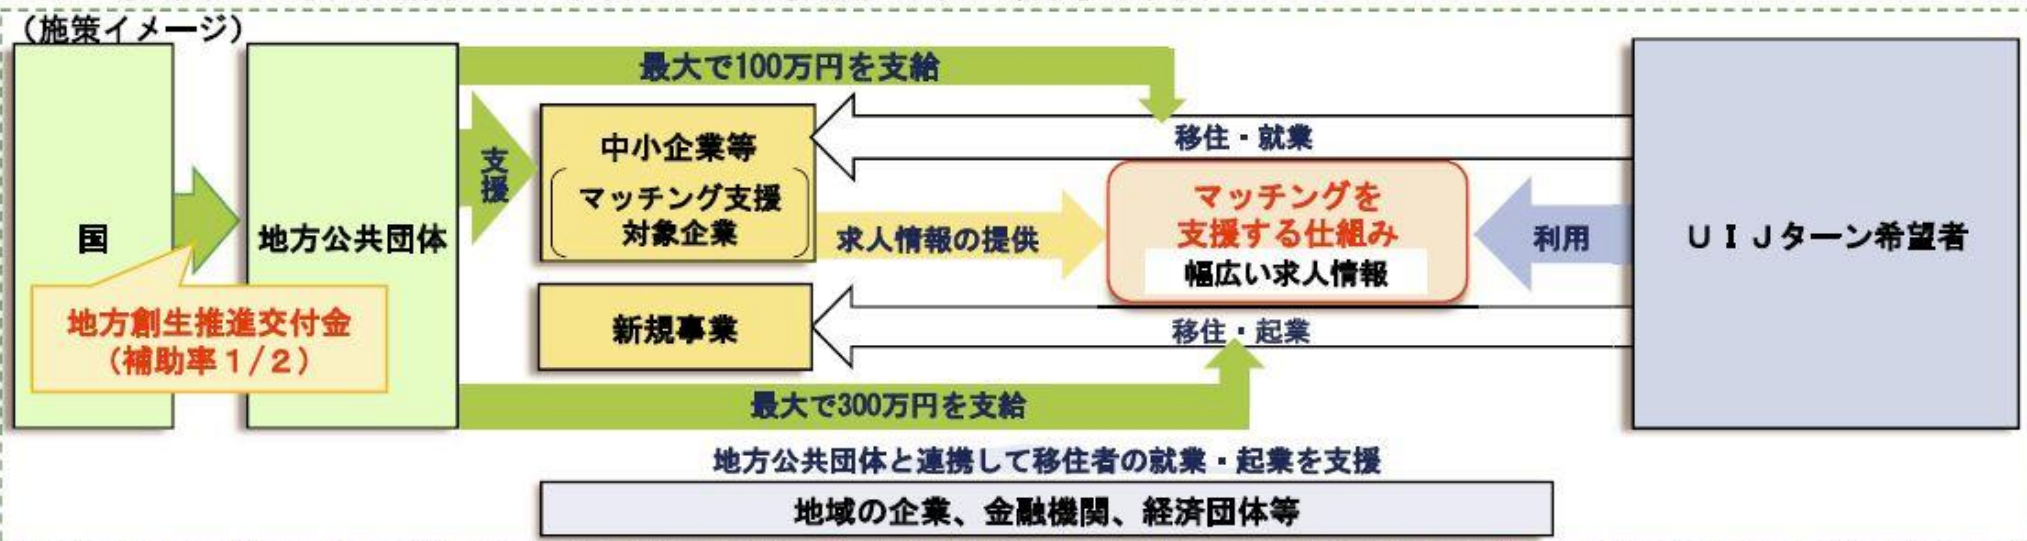 （施策イメージ）
国
地方創生推進交付金
（補助率１／２）
地方公共団体
最大で100万円を支給
支援
中小企業等
マッチング支援
対象企業
求人情報の提供
移住・就業
マッチングを
支援する仕組み
幅広い求人情報
利用
ＵＩＪターン希望者
新規事業
移住・起業
最大で300万円を支給
地方公共団体と連携して移住者の就業・起業を支援
地域の企業、金融機関、経済団体等